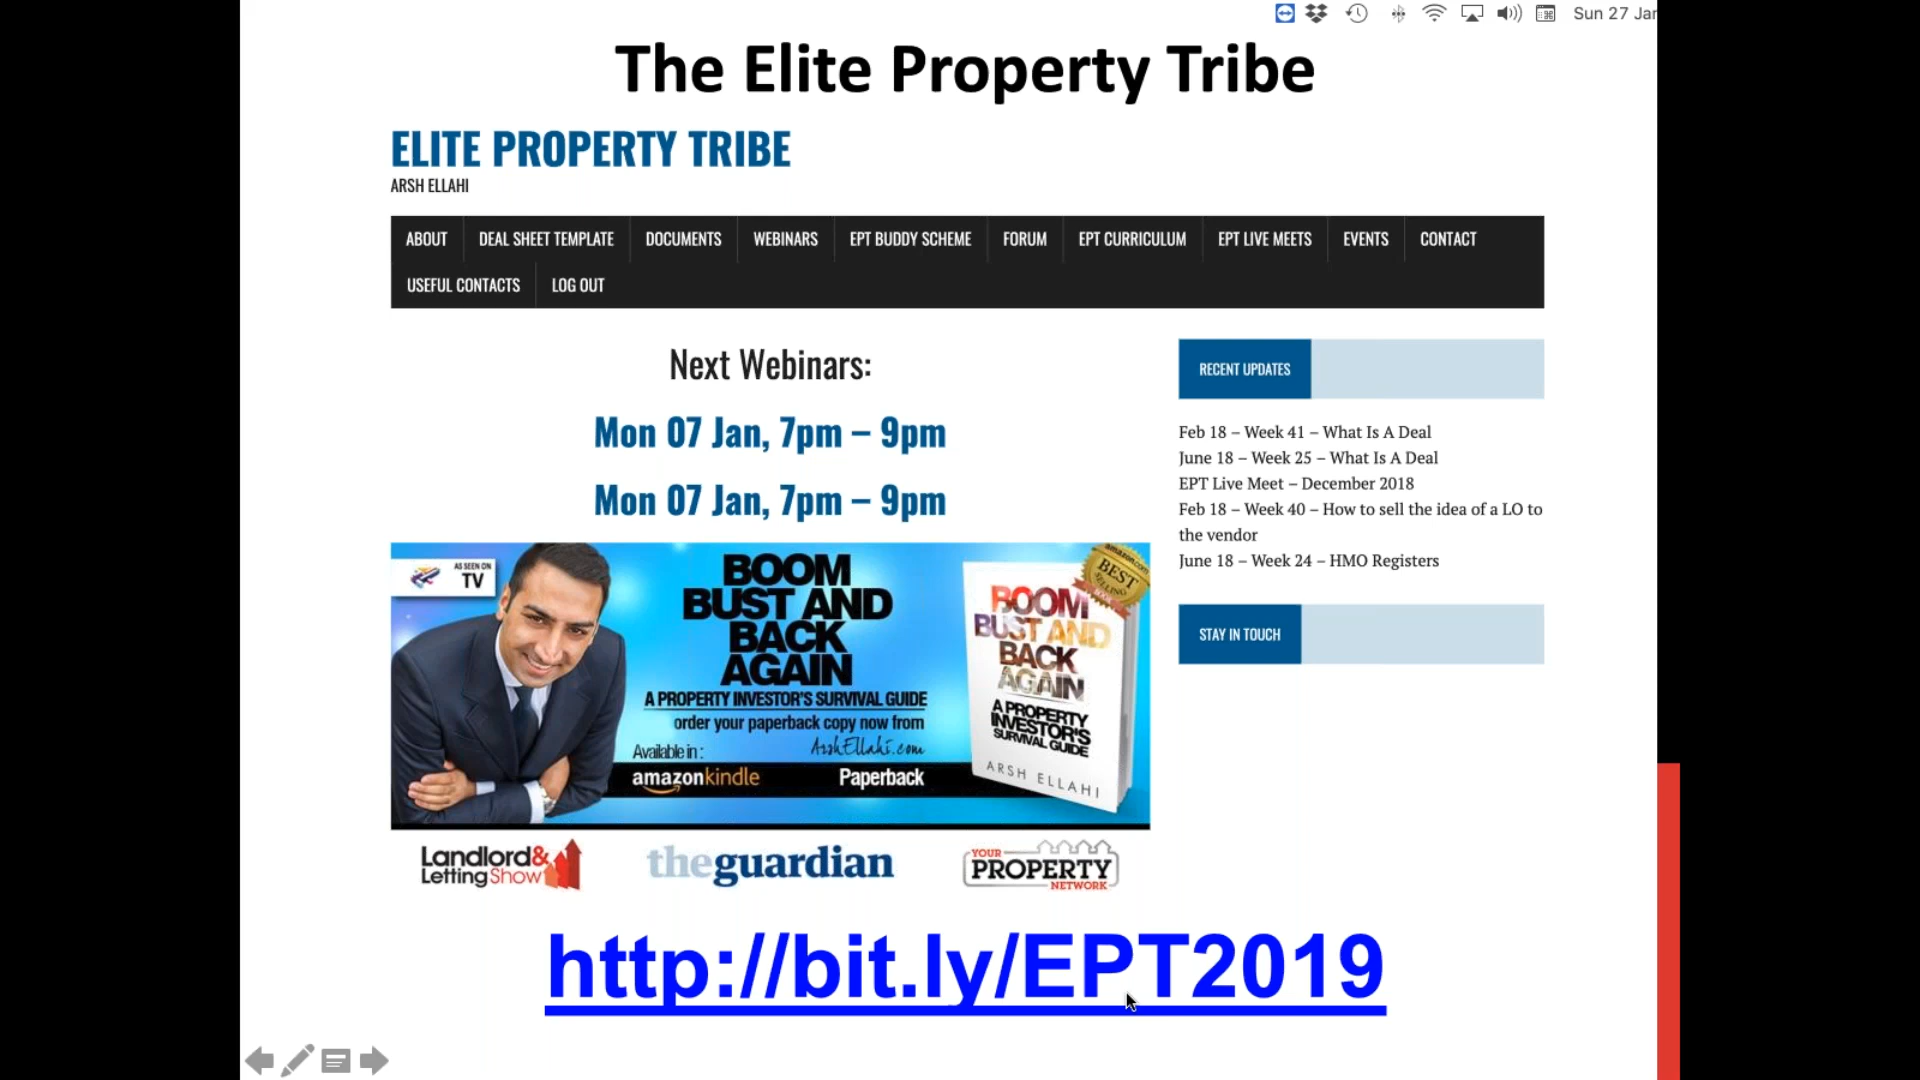 Sun 27 Jan
The Elite Property Tribe
ELITE PROPERTY TRIBE
ARSH ELLAHI
ABOUT DEAL SHEET TEMPLATE DOCUMENTS WEBINARS EPT BUDDY SCHEME FORUM EPT CURRICULUM EPT LIVE MEETS EVENTS CONTACT
USEFUL CONTACTS LOG OUT
Next Webinars:
Mon 07 Jan, 7pm – 9pm
Mon 07 Jan, 7pm – 9pm
RECENT UPDATES
Feb 18 – Week 41 – What Is A Deal
June 18 – Week 25 – What Is A Deal
EPT Live Meet – December 2018
Feb 18 – Week 40 – How to sell the idea of a LO to
the vendor
June 18 – Week 24 – HMO Registers
STAY IN TOUCH
AS SEEN ON
TV
BOOM
BUST AND
BACK
AGAIN
A PROPERTY INVESTOR'S SURVIVAL GUIDE
order your paperback copy now from
ArshEllahi.com
Available in :
amazonkindle Paperback
amazon.com
BEST
SELLING
BOOM
BUST AND
BACK
AGAIN
A PROPERTY
INVESTOR'S
SURVIVAL GUIDE
ARSH ELLAHI
Landlord&
LettingShow
theguardian
YOUR
PROPERTY
NETWORK
http://bit.ly/EPT2019